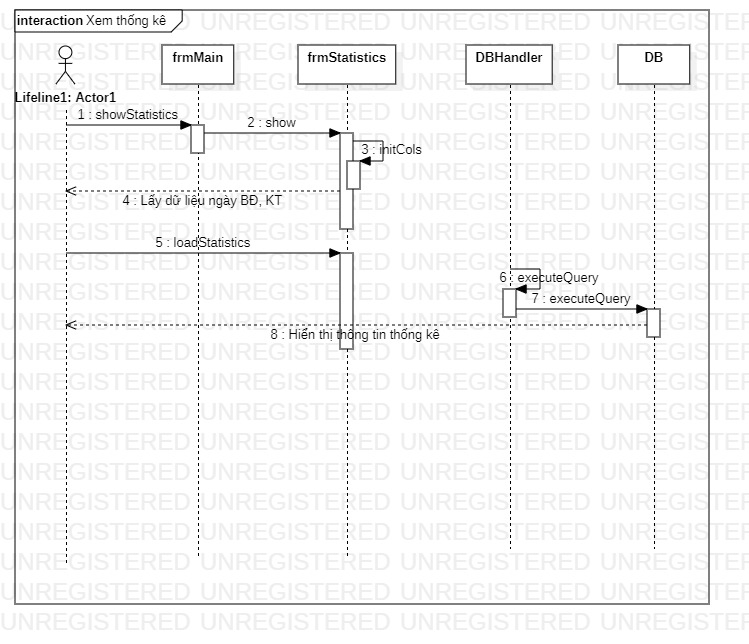 interaction Xem thống kê
frmMain
frmStatistics
DBHandler
DB
Lifeline1: Actor1
1 : showStatistics
2 : show
3 : initCols
4 : Lấy dữ liệu ngày BĐ, KT
5 : loadStatistics
6 : executeQuery
7 : executeQuery
8 : Hiển thị thông tin thống kê
UNREGISTERED